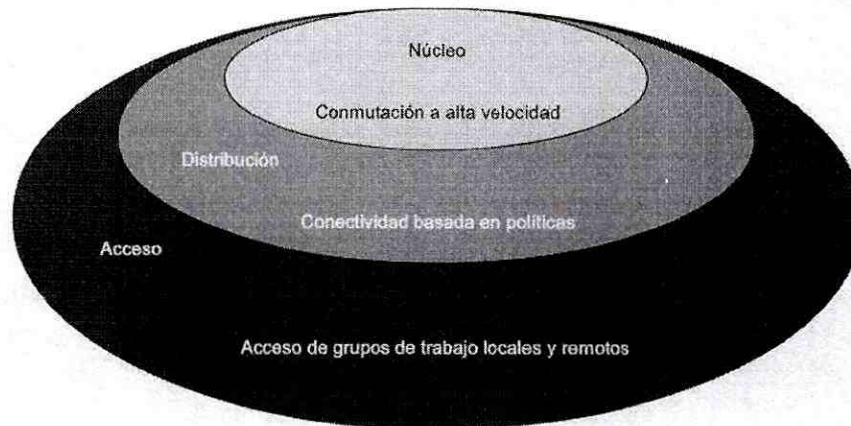 Núcleo
Conmutación a alta velocidad
Distribución
Conectividad basada en políticas
Acceso
Acceso de grupos de trabajo locales y remotos